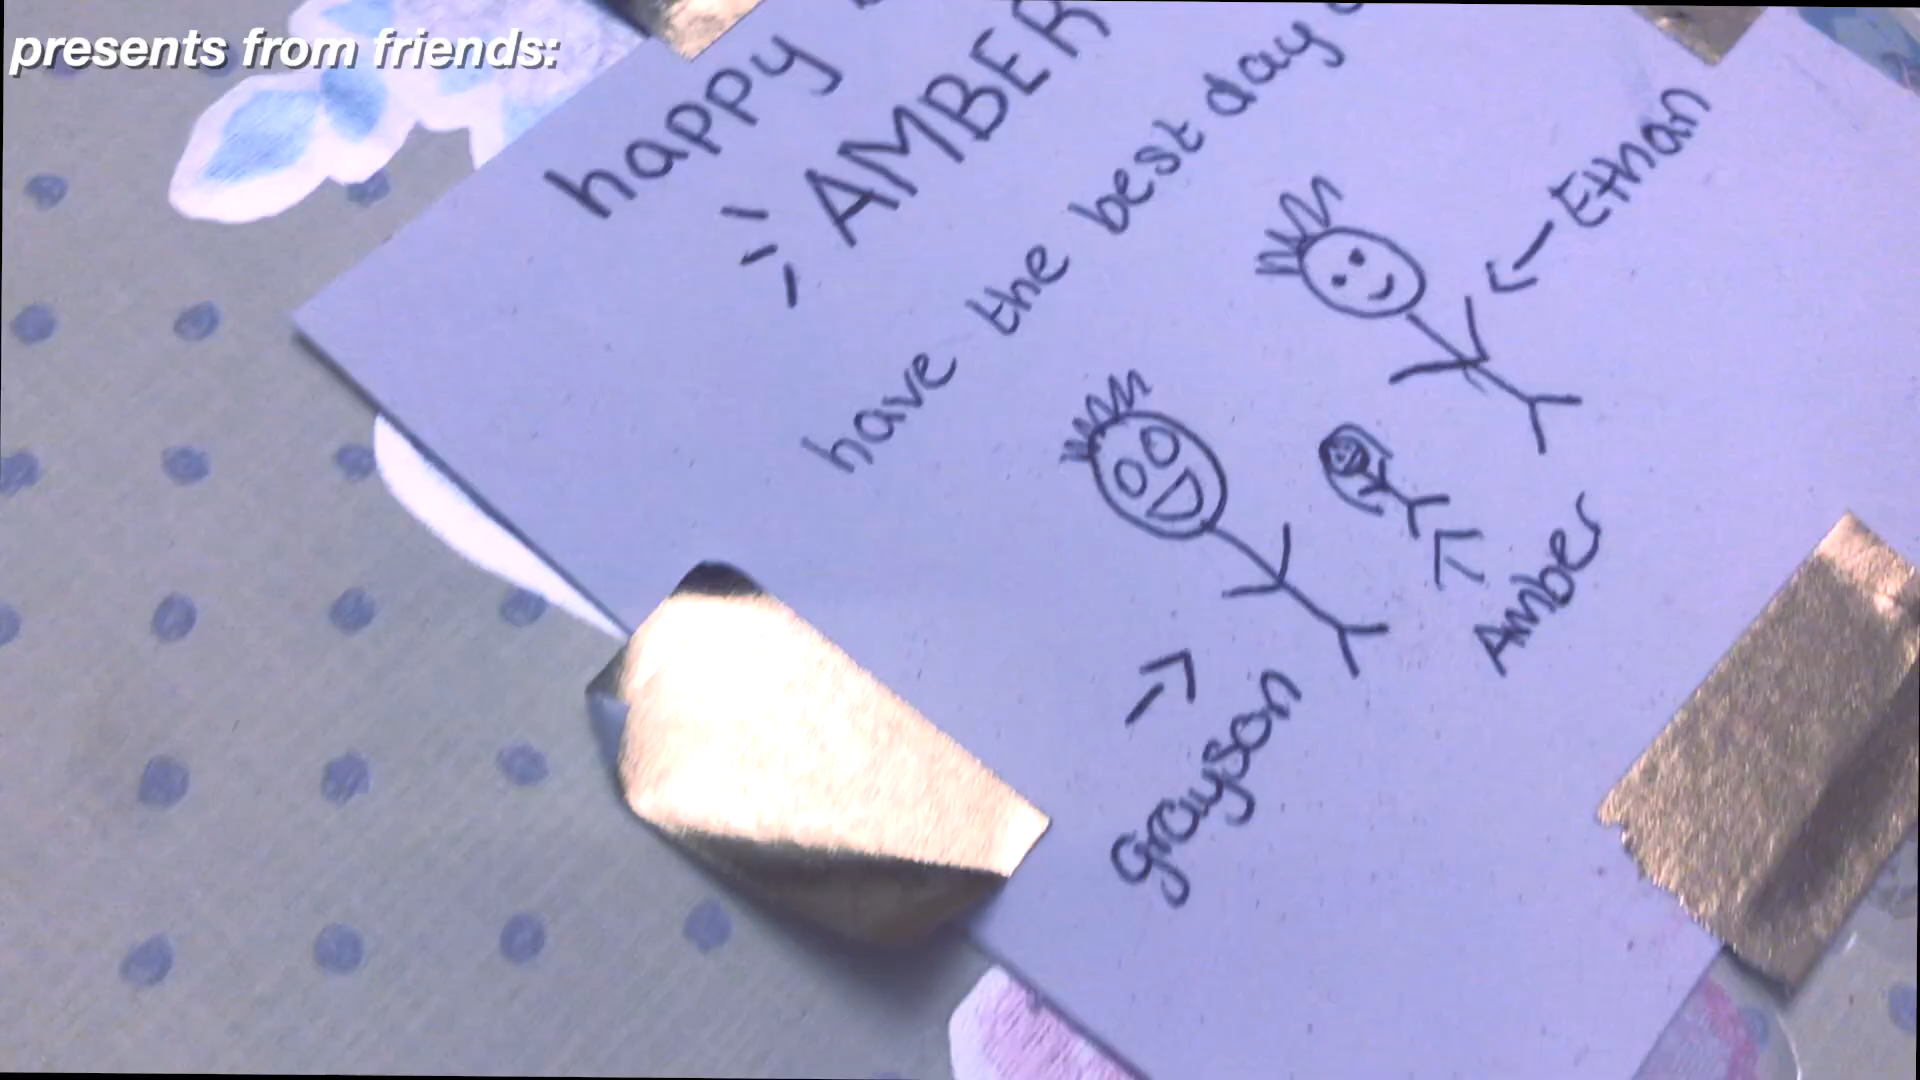 presents from friends:
happy
AMBER
have the best day
Ethan
Amber
Grayson